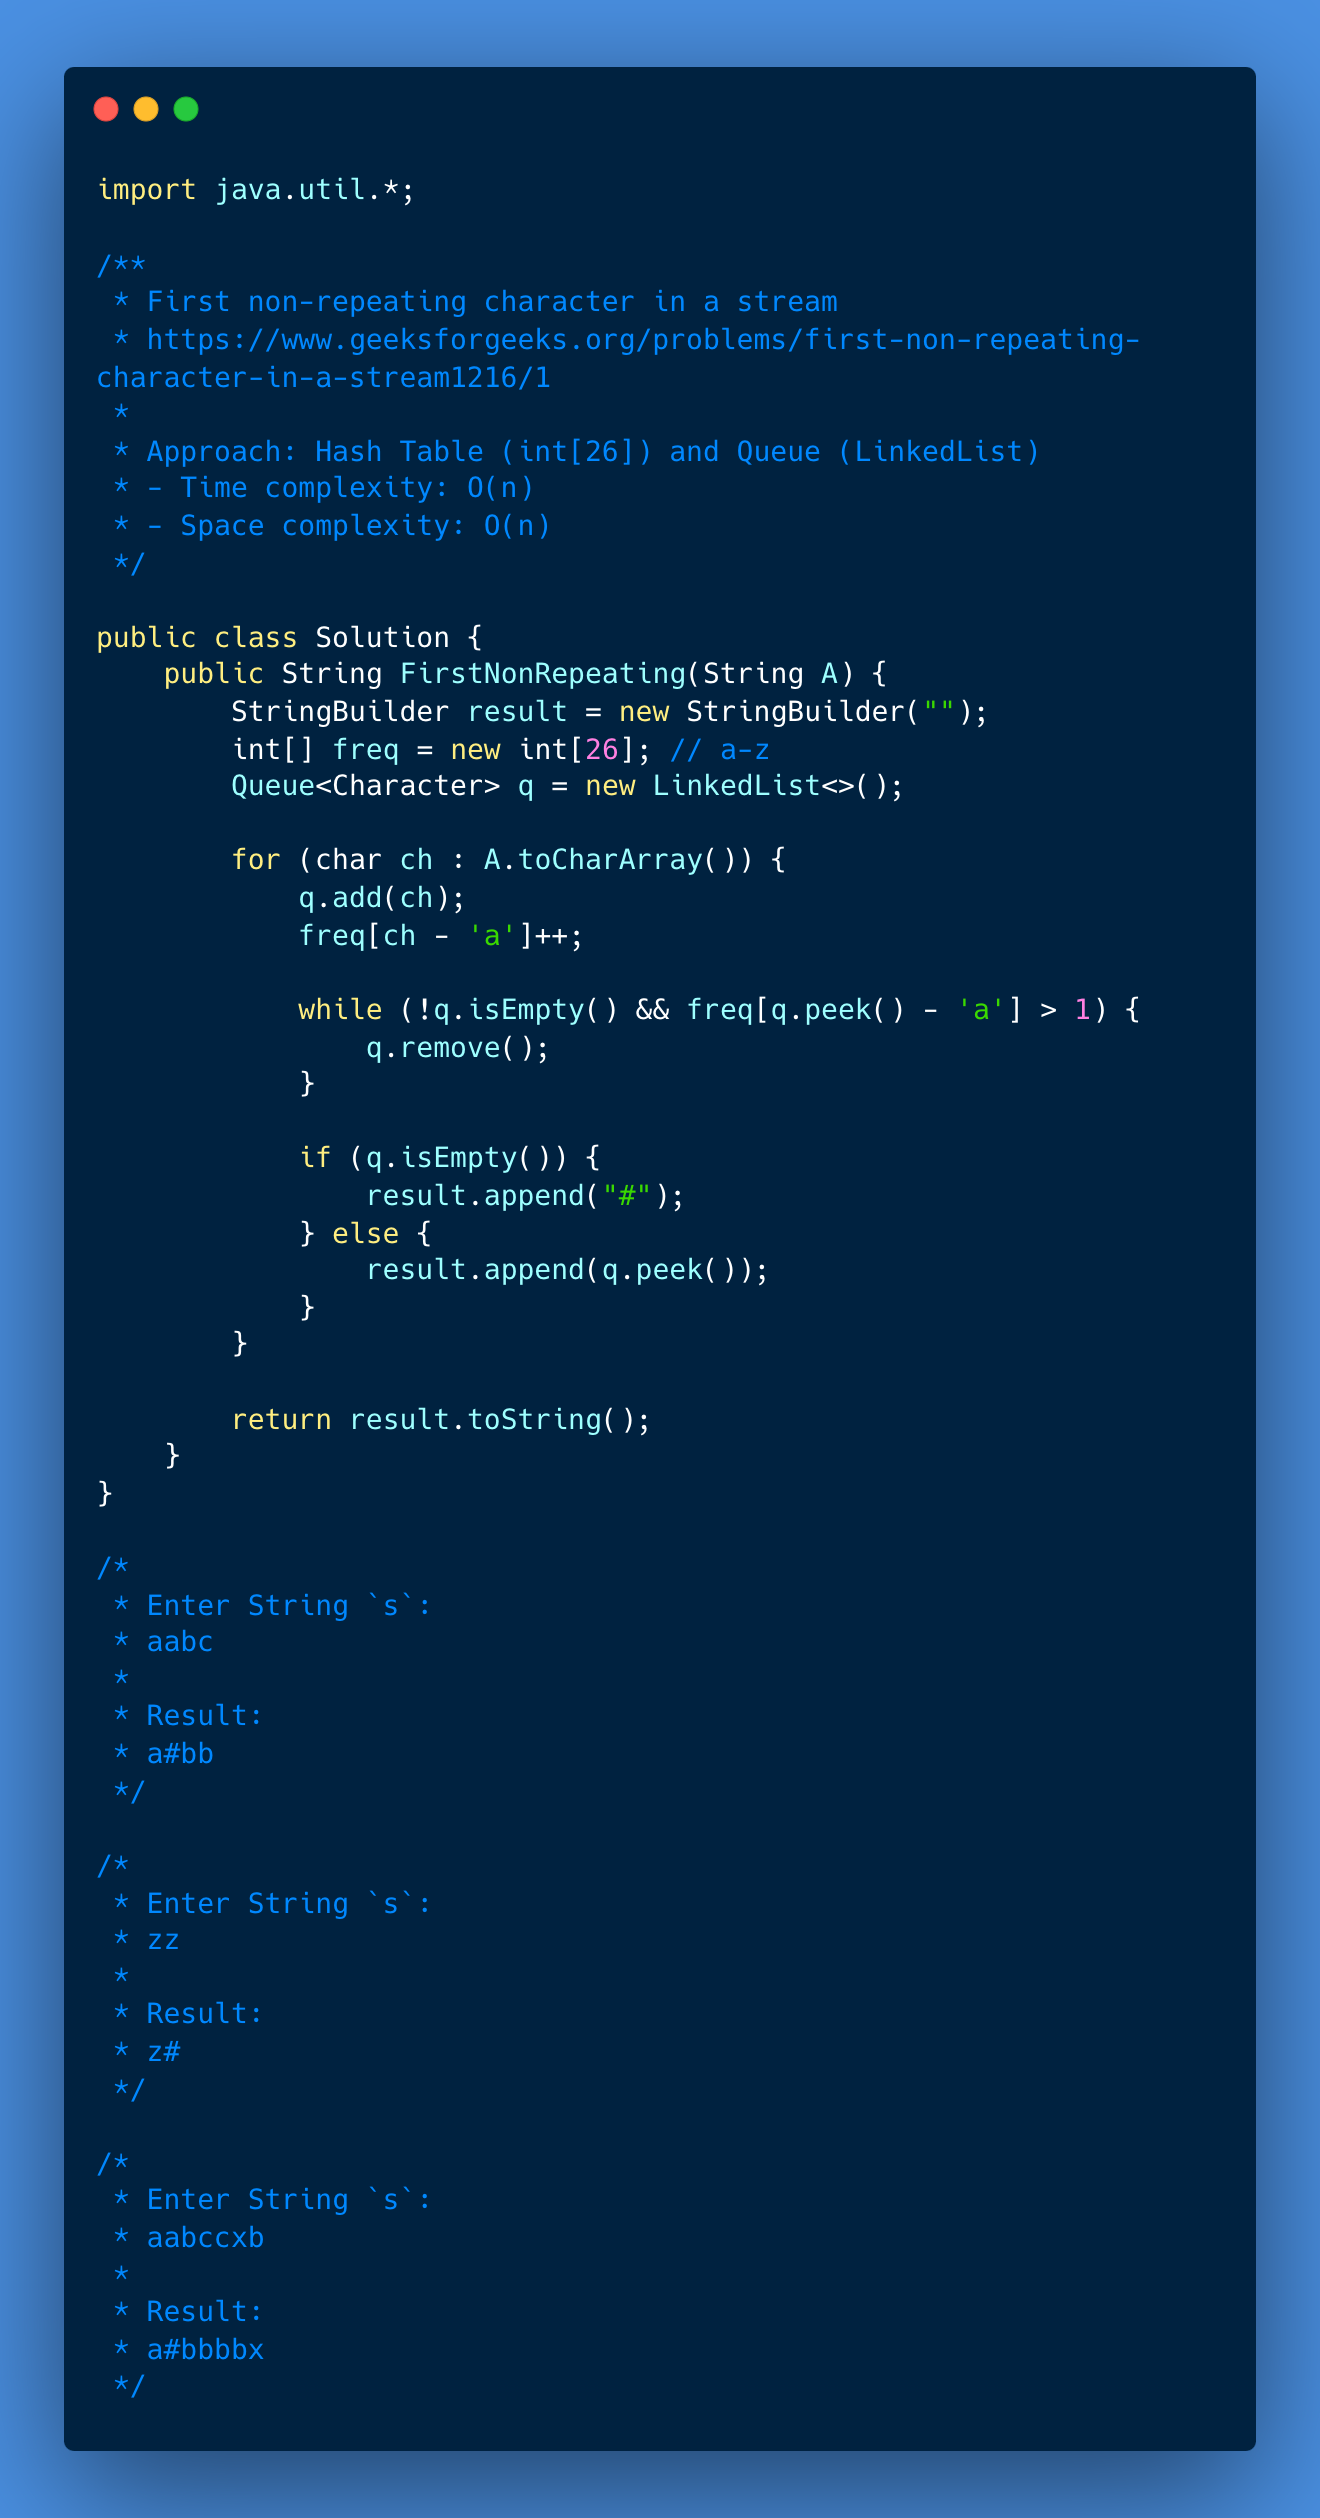 import java.util.*;

/**
 * First non-repeating character in a stream
 * https://www.geeksforgeeks.org/problems/first-non-repeating-
character-in-a-stream1216/1
 *
 * Approach: Hash Table (int[26]) and Queue (LinkedList)
 * - Time complexity: O(n)
 * - Space complexity: O(n)
 */

public class Solution {
    public String FirstNonRepeating(String A) {
        StringBuilder result = new StringBuilder("");
        int[] freq = new int[26]; // a-z
        Queue<Character> q = new LinkedList<>();

        for (char ch : A.toCharArray()) {
            q.add(ch);
            freq[ch - 'a']++;

            while (!q.isEmpty() && freq[q.peek() - 'a'] > 1) {
                q.remove();
            }

            if (q.isEmpty()) {
                result.append("#");
            } else {
                result.append(q.peek());
            }
        }

        return result.toString();
    }
}

/*
 * Enter String `s`:
 * aabc
 *
 * Result:
 * a#bb
 */

/*
 * Enter String `s`:
 * zz
 *
 * Result:
 * z#
 */

/*
 * Enter String `s`:
 * aabccxb
 *
 * Result:
 * a#bbbbx
 */